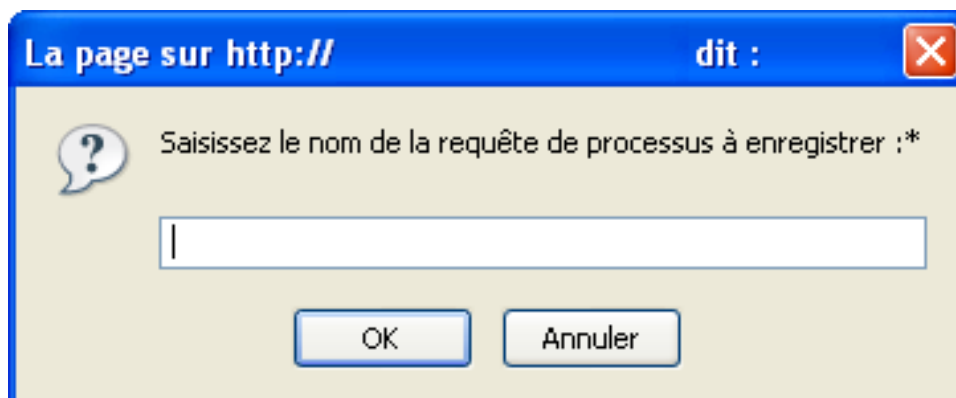 La page sur http:// dit :
Saisissez le nom de la requête de processus à enregistrer :*
OK
Annuler